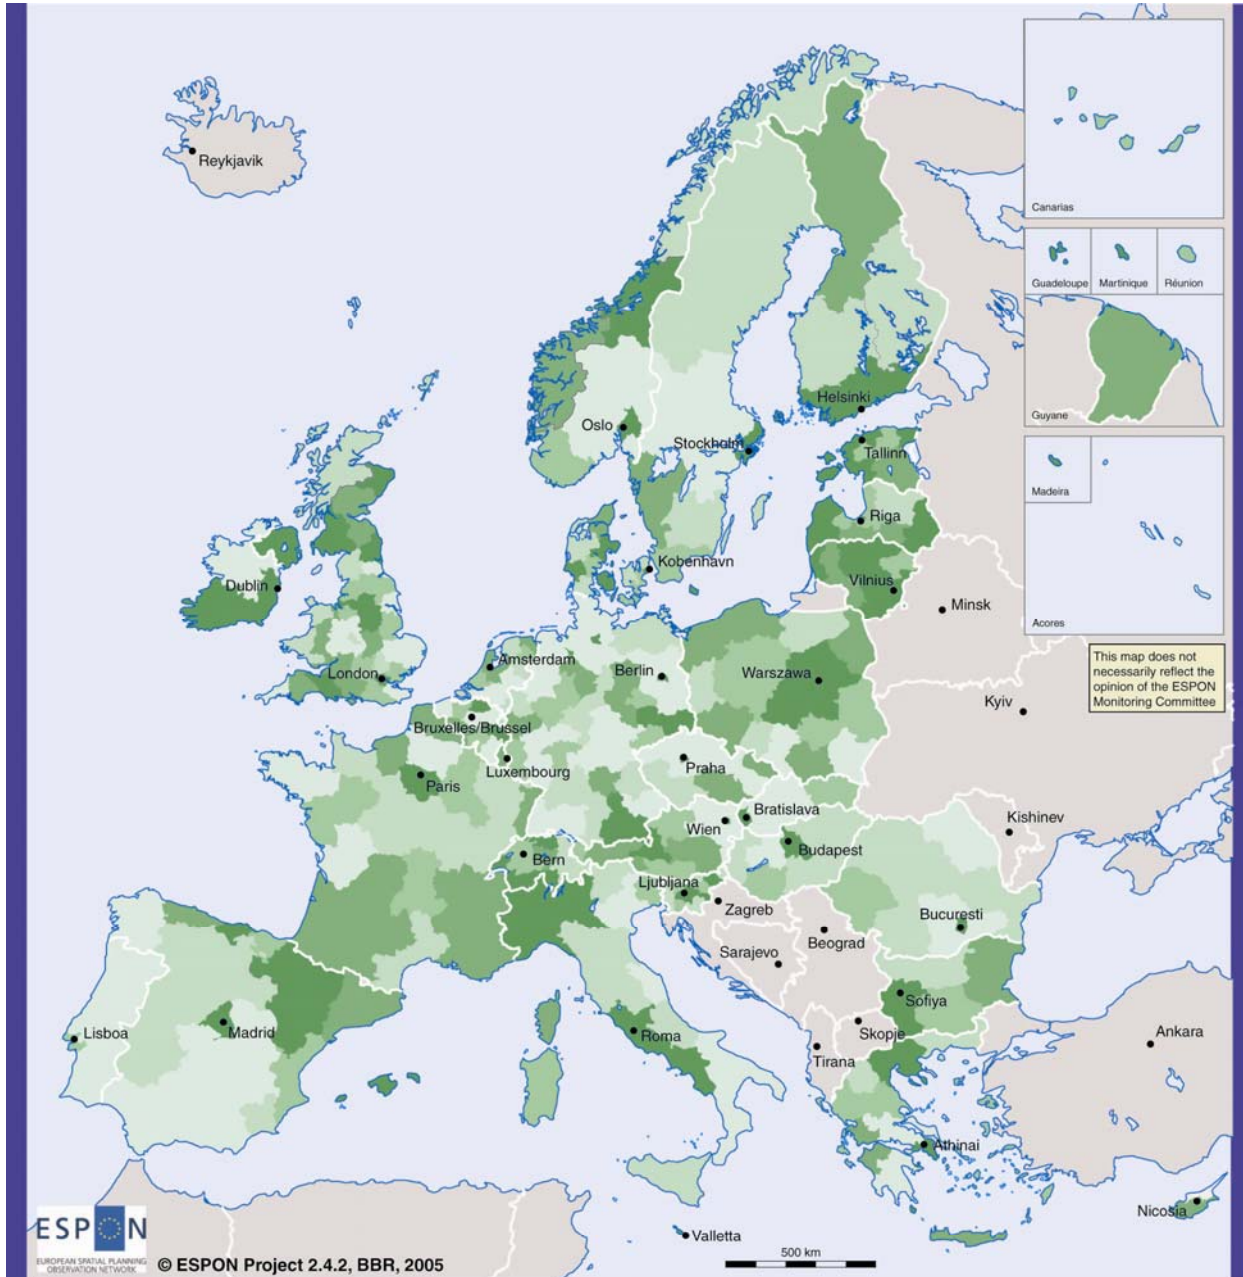 Reykjavik
Canarias
Guadeloupe
Martinique
Réunion
Guyane
Helsinki
Oslo
Stockholm
Tallinn
Madeira
Riga
Dublin
Kobenhavn
Vilnius
Minsk
Acores
Amsterdam
London
Berlin
Warszawa
This map does not
necessarily reflect the
opinion of the ESPON
Monitoring Committee
Kyiv
Bruxelles/Brussel
Luxembourg
Praha
Paris
Bratislava
Kishinev
Wien
Budapest
Bern
Ljubljana
Zagreb
Bucuresti
Beograd
Sarajevo
Sofiya
Lisboa
Madrid
Roma
Skopje
Ankara
Tirana
Athinai
Nicosia
Valletta
500 km
ESPON
EUROPEAN SPATIAL PLANNING
OBSERVATION NETWORK
© ESPON Project 2.4.2, BBR, 2005